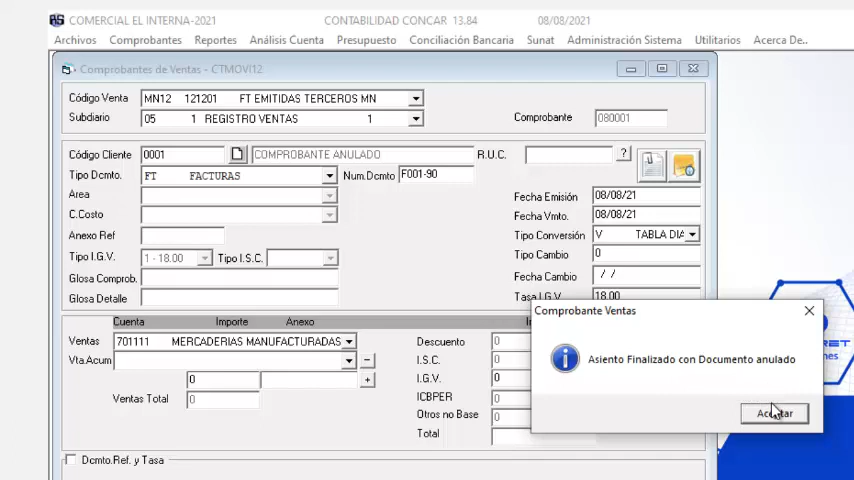 COMERCIAL EL INTERNA-2021 CONTABILIDAD CONCAR 13.84 08/08/2021
Archivos Comprobantes Reportes Análisis Cuenta Presupuesto Conciliación Bancaria Sunat Administración Sistema Utilitarios Acerca De..
Comprobantes de Ventas - CTMOVI12
Código Venta MN12 121201 FT EMITIDAS TERCEROS MN
Subdiario 05 1 REGISTRO VENTAS 1 Comprobante 080001
Código Cliente 0001 COMPROBANTE ANULADO R.U.C. ?
Tipo Dcmto. FT FACTURAS Num.Dcmto F001-90
Area Fecha Emisión 08/08/21
C.Costo Fecha Vmto. 08/08/21
Anexo Ref Tipo Conversión V TABLA DIA
Tipo I.G.V. 1 - 18.00 Tipo I.S.C. Tipo Cambio 0
Glosa Comprob. Fecha Cambio / /
Glosa Detalle Tasa I.G.V. 18.00
Comprobante Ventas
Asiento Finalizado con Documento anulado
Aceptar
Cuenta Importe Anexo
Ventas 701111 MERCADERIAS MANUFACTURADAS Descuento 0
Vta.Acum I.S.C. 0
0 I.G.V. 0
Ventas Total 0 ICBPER 0
Otros no Base 0
Total
Dcmto.Ref. y Tasa